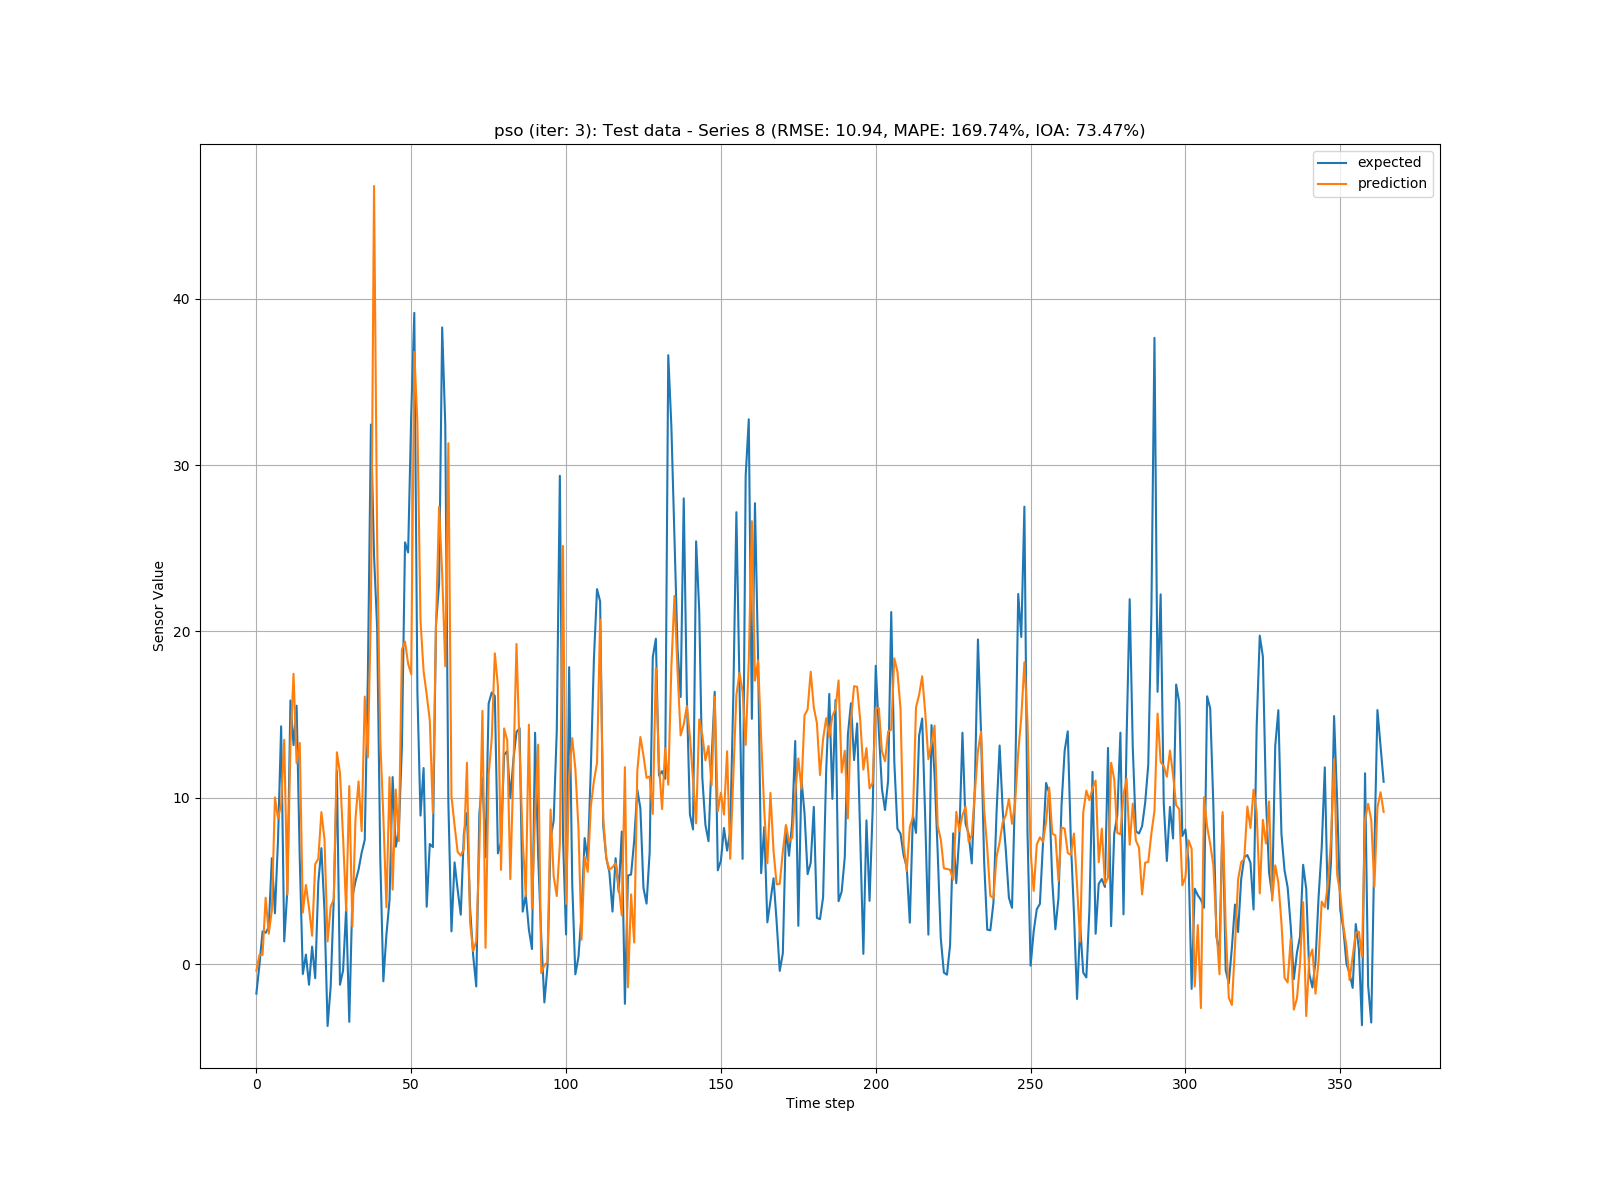 pso (iter: 3): Test data - Series 8 (RMSE: 10.94, MAPE: 169.74%, IOA: 73.47%)
expected
prediction
Sensor Value
40
30
20
10
0
0 50 100 150 200 250 300 350
Time step